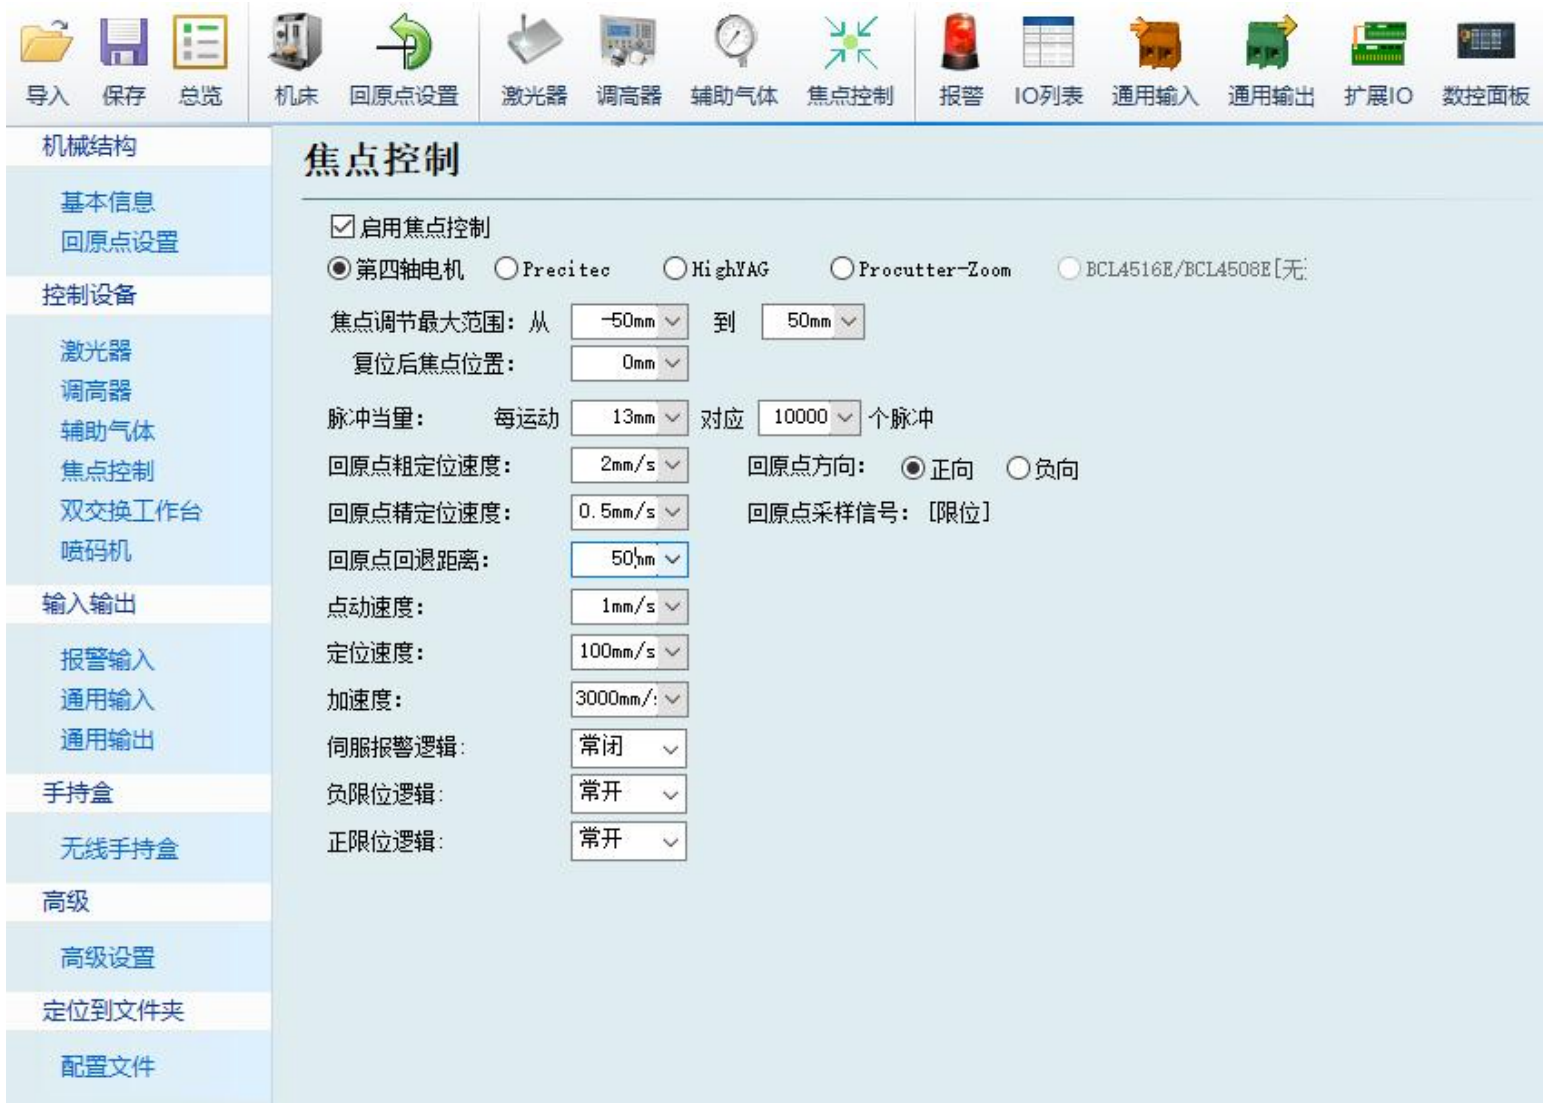 导入 保存 总览 机床 回原点设置 激光器 调高器 辅助气体 焦点控制 报警 IO列表 通用输入 通用输出 扩展IO 数控面板
机械结构
基本信息
回原点设置
控制设备
激光器
调高器
辅助气体
焦点控制
双交换工作台
喷码机
输入输出
报警输入
通用输入
通用输出
手持盒
无线手持盒
高级
高级设置
定位到文件夹
配置文件
焦点控制
启用焦点控制
第四轴电机 Precitec HighYAG Procutter-Zoom BCL4516E/BCL4508E[无
焦点调节最大范围: 从 -50mm 到 50mm
复位后焦点位置: 0mm
脉冲当量: 每运动 13mm 对应 10000 个脉冲
回原点粗定位速度: 2mm/s 回原点方向: 正向 负向
回原点精定位速度: 0.5mm/s 回原点采样信号: [限位]
回原点回退距离: 50mm
点动速度: 1mm/s
定位速度: 100mm/s
加速度: 3000mm/
伺服报警逻辑: 常闭
负限位逻辑: 常开
正限位逻辑: 常开